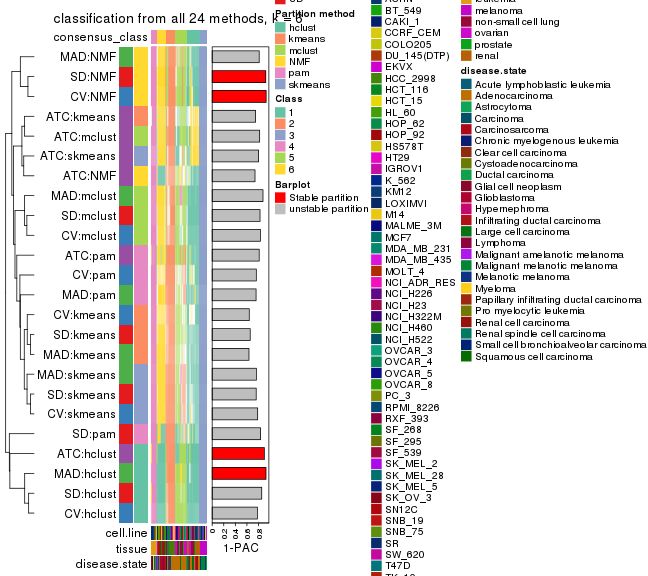 classification from all 24 methods, k = 6
consensus_class
MAD:NMF
SD:NMF
CV:NMF
ATC:kmeans
ATC:mclust
ATC:skmeans
ATC:NMF
MAD:mclust
SD:mclust
CV:mclust
ATC:pam
CV:pam
MAD:pam
CV:kmeans
SD:kmeans
MAD:kmeans
MAD:skmeans
SD:skmeans
CV:skmeans
SD:pam
ATC:hclust
MAD:hclust
SD:hclust
CV:hclust
cell.line
tissue
disease.state
0
0.2
0.4
0.6
0.8
1-PAC
Partition method
hclust
kmeans
mclust
NMF
pam
skmeans
Class
1
2
3
4
5
6
Barplot
Stable partition
unstable partition
BT_549
CAKI_1
CCRF_CEM
COLO205
DU_145(DTP)
EKVX
HCC_2998
HCT_116
HCT_15
HL_60
HOP_62
HOP_92
HS578T
HT29
IGROV1
K_562
KM12
LOXIMVI
M14
MALME_3M
MCF7
MDA_MB_231
MDA_MB_435
MOLT_4
NCI_ADR_RES
NCI_H226
NCI_H23
NCI_H322M
NCI_H460
NCI_H522
OVCAR_3
OVCAR_4
OVCAR_5
OVCAR_8
PC_3
RPMI_8226
RXF_393
SF_268
SF_295
SF_539
SK_MEL_2
SK_MEL_28
SK_MEL_5
SK_OV_3
SN12C
SNB_19
SNB_75
SR
SW_620
T47D
melanoma
non-small cell lung
ovarian
prostate
renal
disease.state
Acute lymphoblastic leukemia
Adenocarcinoma
Astrocytoma
Carcinoma
Carcinosarcoma
Chronic myelogenous leukemia
Clear cell carcinoma
Cystoadenocarcinoma
Ductal carcinoma
Glial cell neoplasm
Glioblastoma
Hypernephroma
Infiltrating ductal carcinoma
Large cell carcinoma
Lymphoma
Malignant amelanotic melanoma
Malignant melanotic melanoma
Melanotic melanoma
Myeloma
Papillary infiltrating ductal carcinoma
Pro myelocytic leukemia
Renal cell carcinoma
Renal spindle cell carcinoma
Small cell bronchioalveolar carcinoma
Squamous cell carcinoma